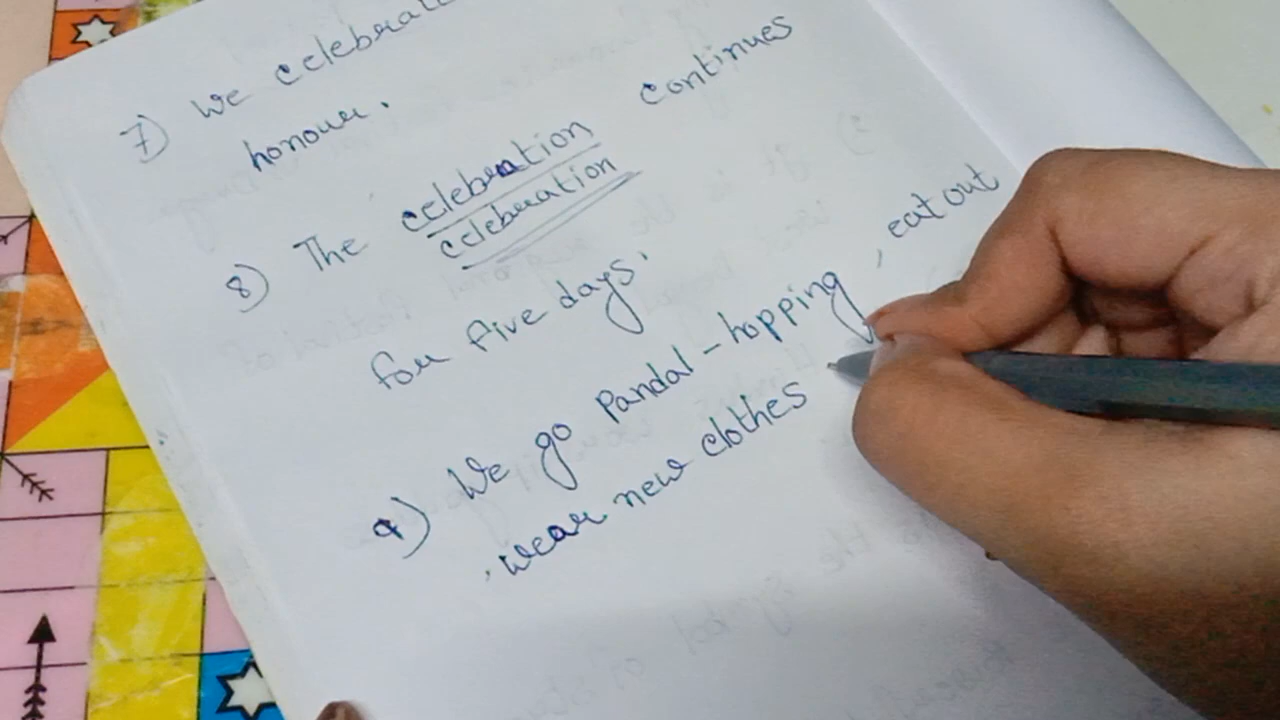 7) We celebrat
honour.
8) The celebration continues
celebration
for five days.
9) We go Pandal-hopping, eat out
, wear new clothes